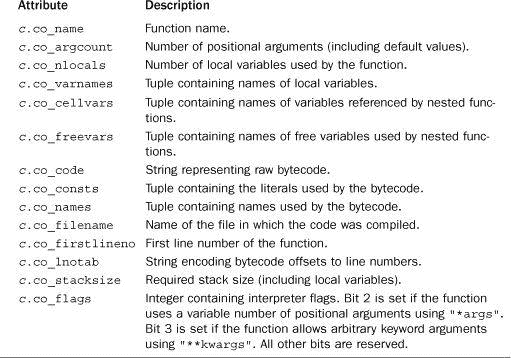 Attribute Description
c.co_name Function name.
c.co_argcount Number of positional arguments (including default values).
c.co_nlocals Number of local variables used by the function.
c.co_varnames Tuple containing names of local variables.
c.co_cellvars Tuple containing names of variables referenced by nested func-
tions.
c.co_freevars Tuple containing names of free variables used by nested func-
tions.
c.co_code String representing raw bytecode.
c.co_consts Tuple containing the literals used by the bytecode.
c.co_names Tuple containing names used by the bytecode.
c.co_filename Name of the file in which the code was compiled.
c.co_firstlineno First line number of the function.
c.co_lnotab String encoding bytecode offsets to line numbers.
c.co_stacksize Required stack size (including local variables).
c.co_flags Integer containing interpreter flags. Bit 2 is set if the function
uses a variable number of positional arguments using "*args".
Bit 3 is set if the function allows arbitrary keyword arguments
using "**kwargs". All other bits are reserved.